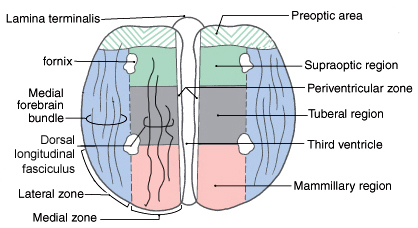 Lamina terminalis
Preoptic area
fornix
Supraoptic region
Periventricular zone
Medial
forebrain
bundle
Tuberal region
Dorsal
longitudinal
fasciculus
Third ventricle
Lateral zone
Mammillary region
Medial zone